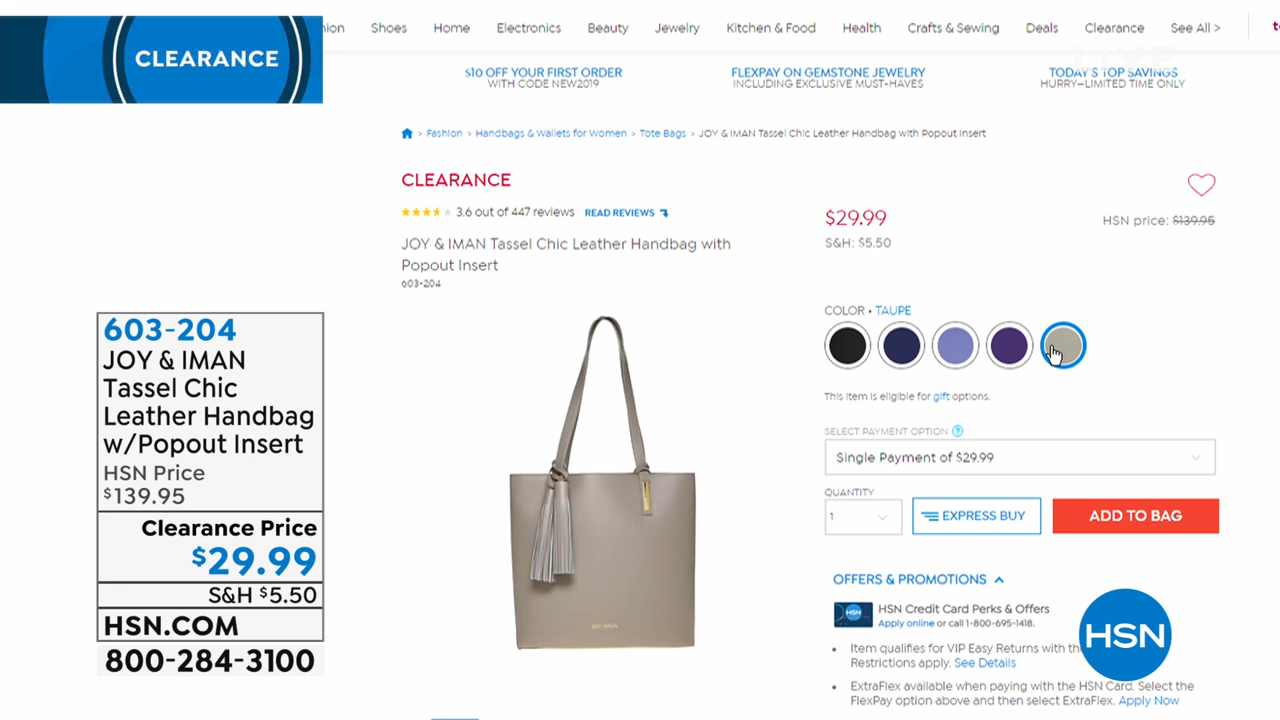 CLEARANCE
Shoes
Home
Electronics
Beauty
Jewelry
Kitchen & Food
Health
Crafts & Sewing
Deals
Clearance
See All >
LIVE
$10 OFF YOUR FIRST ORDER
WITH CODE NEW2019
FLEXPAY ON GEMSTONE JEWELRY
INCLUDING EXCLUSIVE MUST-HAVES
TODAY'S TOP SAVINGS
HURRY—LIMITED TIME ONLY
> Fashion > Handbags & Wallets for Women > Tote Bags > JOY & IMAN Tassel Chic Leather Handbag with Popout Insert
CLEARANCE
3.6 out of 447 reviews READ REVIEWS
JOY & IMAN Tassel Chic Leather Handbag with
Popout Insert
603-204
$29.99
HSN price: $139.95
S&H: $5.50
COLOR • TAUPE
This item is eligible for gift options.
SELECT PAYMENT OPTION ?
Single Payment of $29.99
QUANTITY
1
EXPRESS BUY
ADD TO BAG
OFFERS & PROMOTIONS
HSN
HSN Credit Card Perks & Offers
Apply online or call 1-800-695-1418.
• Item qualifies for VIP Easy Returns with
Restrictions apply. See Details
• ExtraFlex available when paying with the HSN Card. Select the
FlexPay option above and then select ExtraFlex. Apply Now
HSN
JOY/IMAN
603-204
JOY & IMAN
Tassel Chic
Leather Handbag
w/Popout Insert
HSN Price
$139.95
Clearance Price
$29.99
S&H $5.50
HSN.COM
800-284-3100